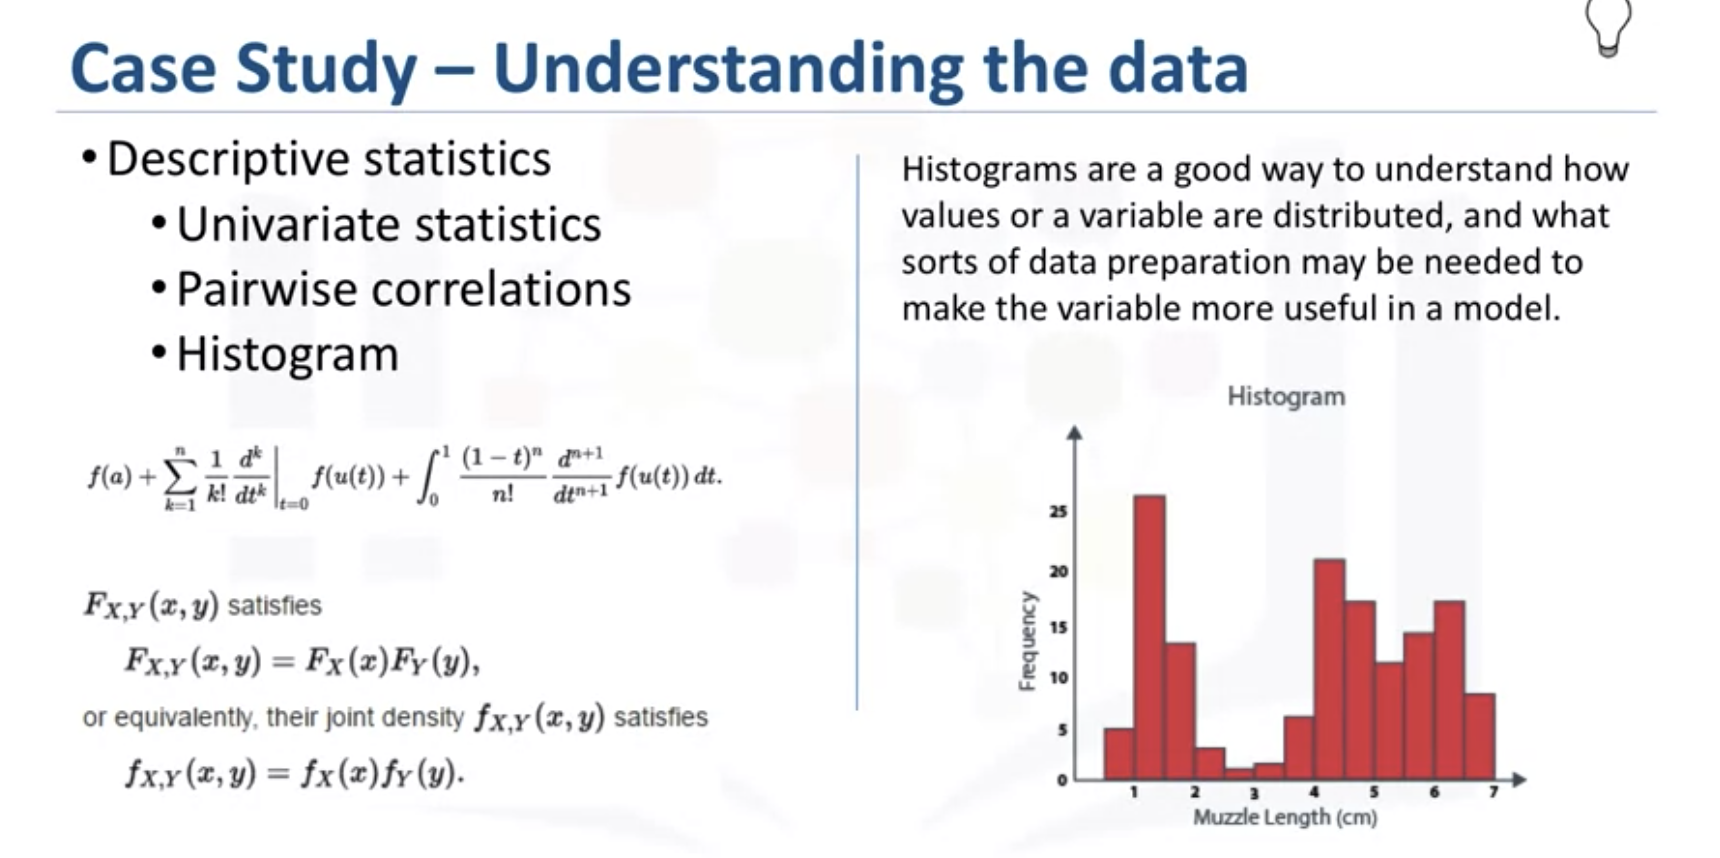 Case Study – Understanding the data
• Descriptive statistics
• Univariate statistics
• Pairwise correlations
• Histogram
f(a) + \sum_{k=1}^{n} \frac{1}{k!} \frac{d^k}{dt^k} |_{t=0} f(u(t)) + \int_0^1 \frac{(1-t)^n}{n!} \frac{d^{n+1}}{dt^{n+1}} f(u(t)) dt.
F_{X,Y}(x, y) satisfies
F_{X,Y}(x, y) = F_X(x)F_Y(y),
or equivalently, their joint density f_{X,Y}(x, y) satisfies
f_{X,Y}(x, y) = f_X(x)f_Y(y).
Histograms are a good way to understand how
values or a variable are distributed, and what
sorts of data preparation may be needed to
make the variable more useful in a model.
Histogram
Frequency
25
20
15
10
5
0
1 2 3 4 5 6 7
Muzzle Length (cm)